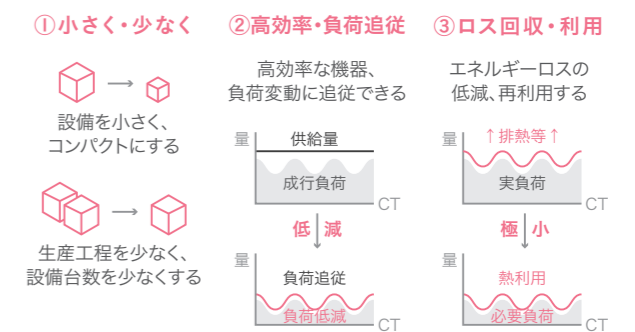 ①小さく・少なく
設備を小さく、
コンパクトにする
生産工程を少なく、
設備台数を少なくする
②高効率・負荷追従
高効率な機器、
負荷変動に追従できる
量
供給量
成行負荷
CT
低減
量
負荷追従
負荷低減
CT
③ロス回収・利用
エネルギーロスの
低減、再利用する
量
↑排熱等↑
実負荷
CT
極小
量
熱利用
必要負荷
CT